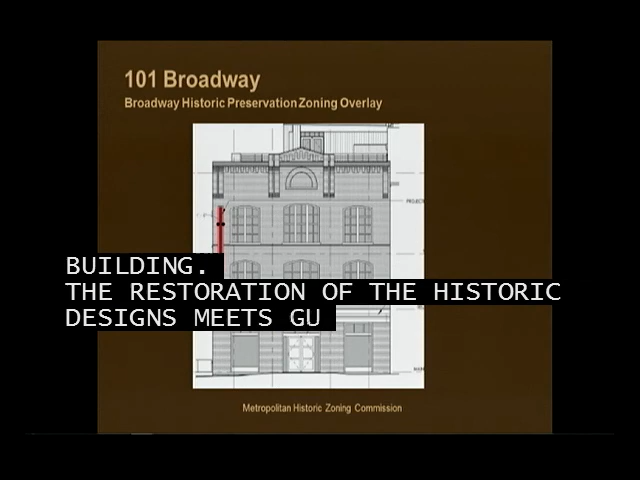 101 Broadway
Broadway Historic Preservation Zoning Overlay
BUILDING.
THE RESTORATION OF THE HISTORIC
DESIGNS MEETS GU
Metropolitan Historic Zoning Commission